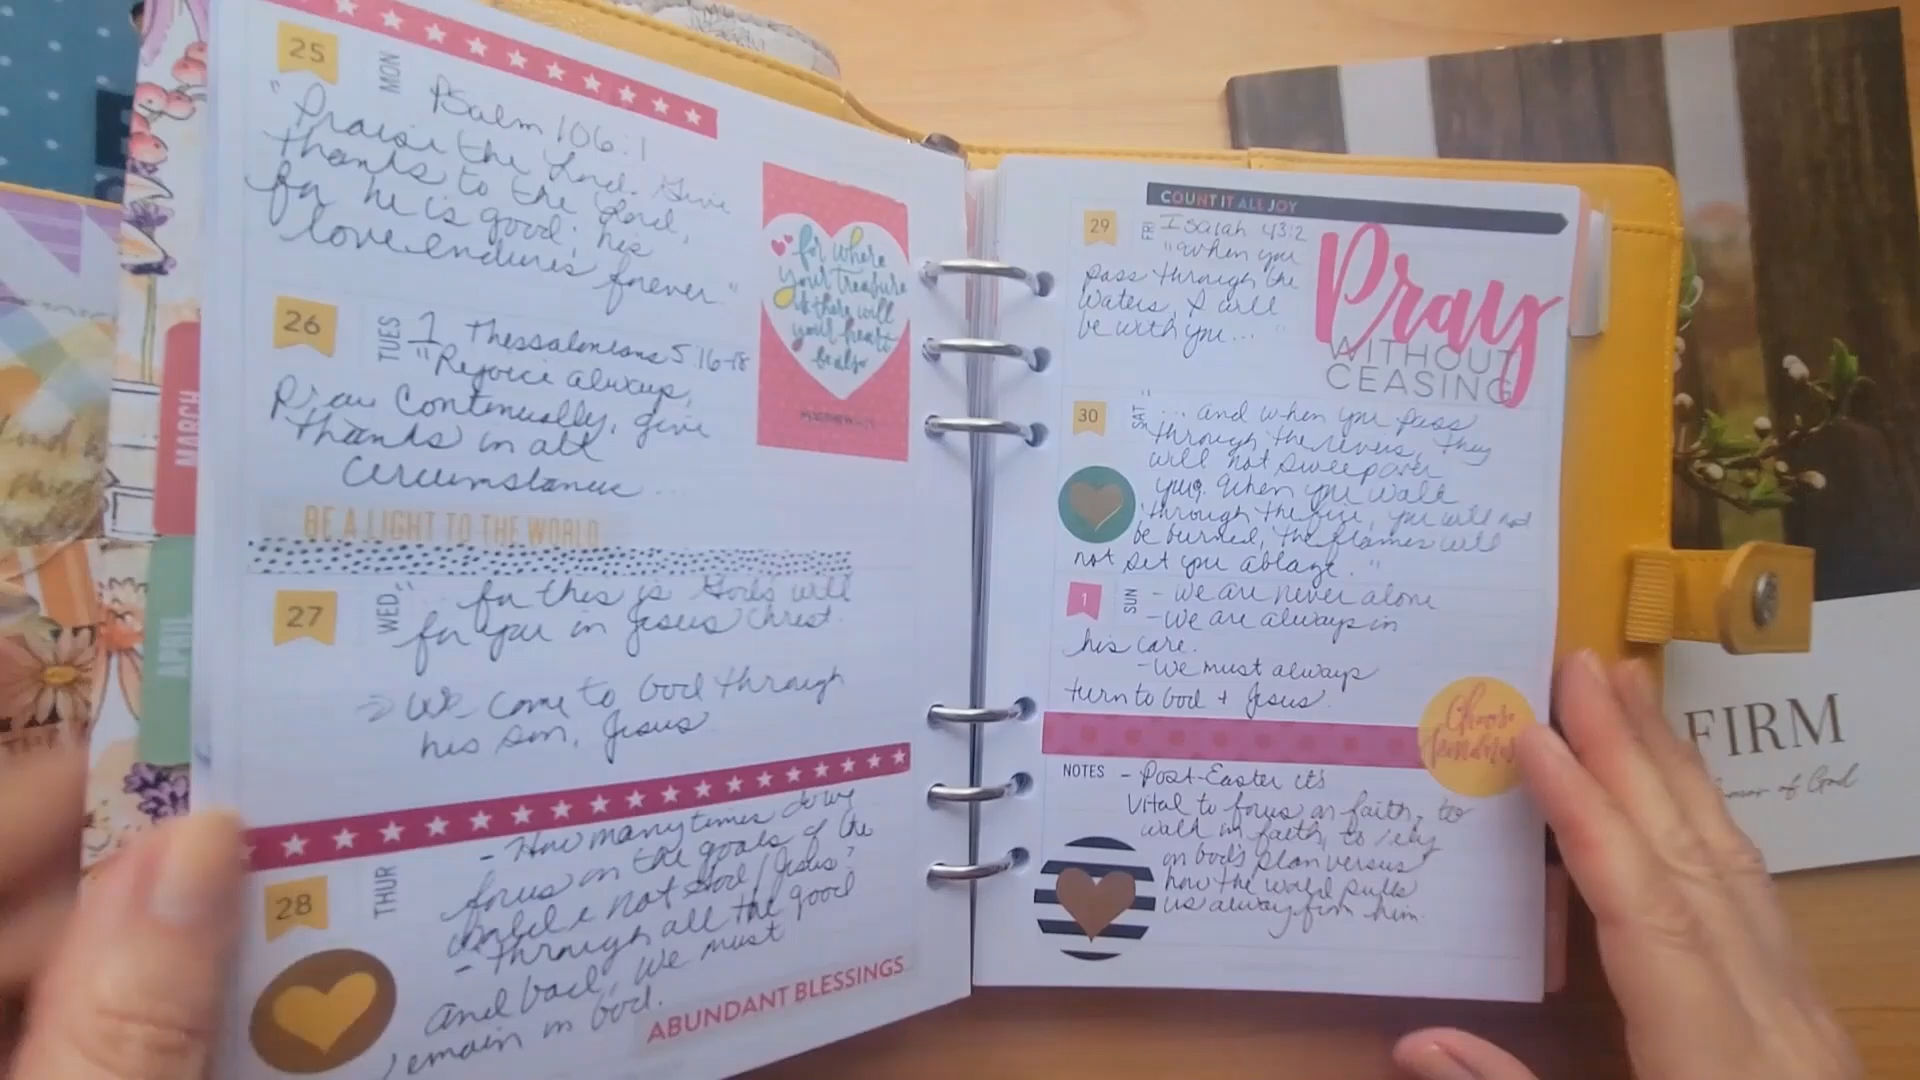 25
MON
Psalm 106:1
"Praise the Lord. Give
thanks to the Lord,
for he is good; his
love endures forever."
for where
your treasure
is there will
your heart
be also
26
TUES
1 Thessalonians 5:16-18
"Rejoice always,
pray continually, give
thanks in all
circumstances...
BE A LIGHT TO THE WORLD
27
WED
"... for this is God's will
for you in Jesus Christ.
→ We come to God through
his son, Jesus
28
THUR
- How many times do we
focus on the goals of the
world & not God/Jesus?
- Through all the good
and bad, we must
remain in God.
ABUNDANT BLESSINGS
MARCH
APRIL
COUNT IT ALL JOY
29
FRI
Isaiah 43:2
"When you
pass through the
waters, I will
be with you... "
Pray
WITHOUT
CEASING
30
SAT
"... and when you pass
through the rivers, they
will not sweep over
you. When you walk
through the fire, you will not
be burned, the flames will
not set you ablaze."
1
SUN
- We are never alone
- We are always in
his care.
- We must always
turn to God + Jesus.
Choose
kindness
NOTES
- Post-Easter it's
vital to focus on faith, to
walk in faith, to rely
on God's plan versus
how the world pulls
us away from him.
FIRM
of God